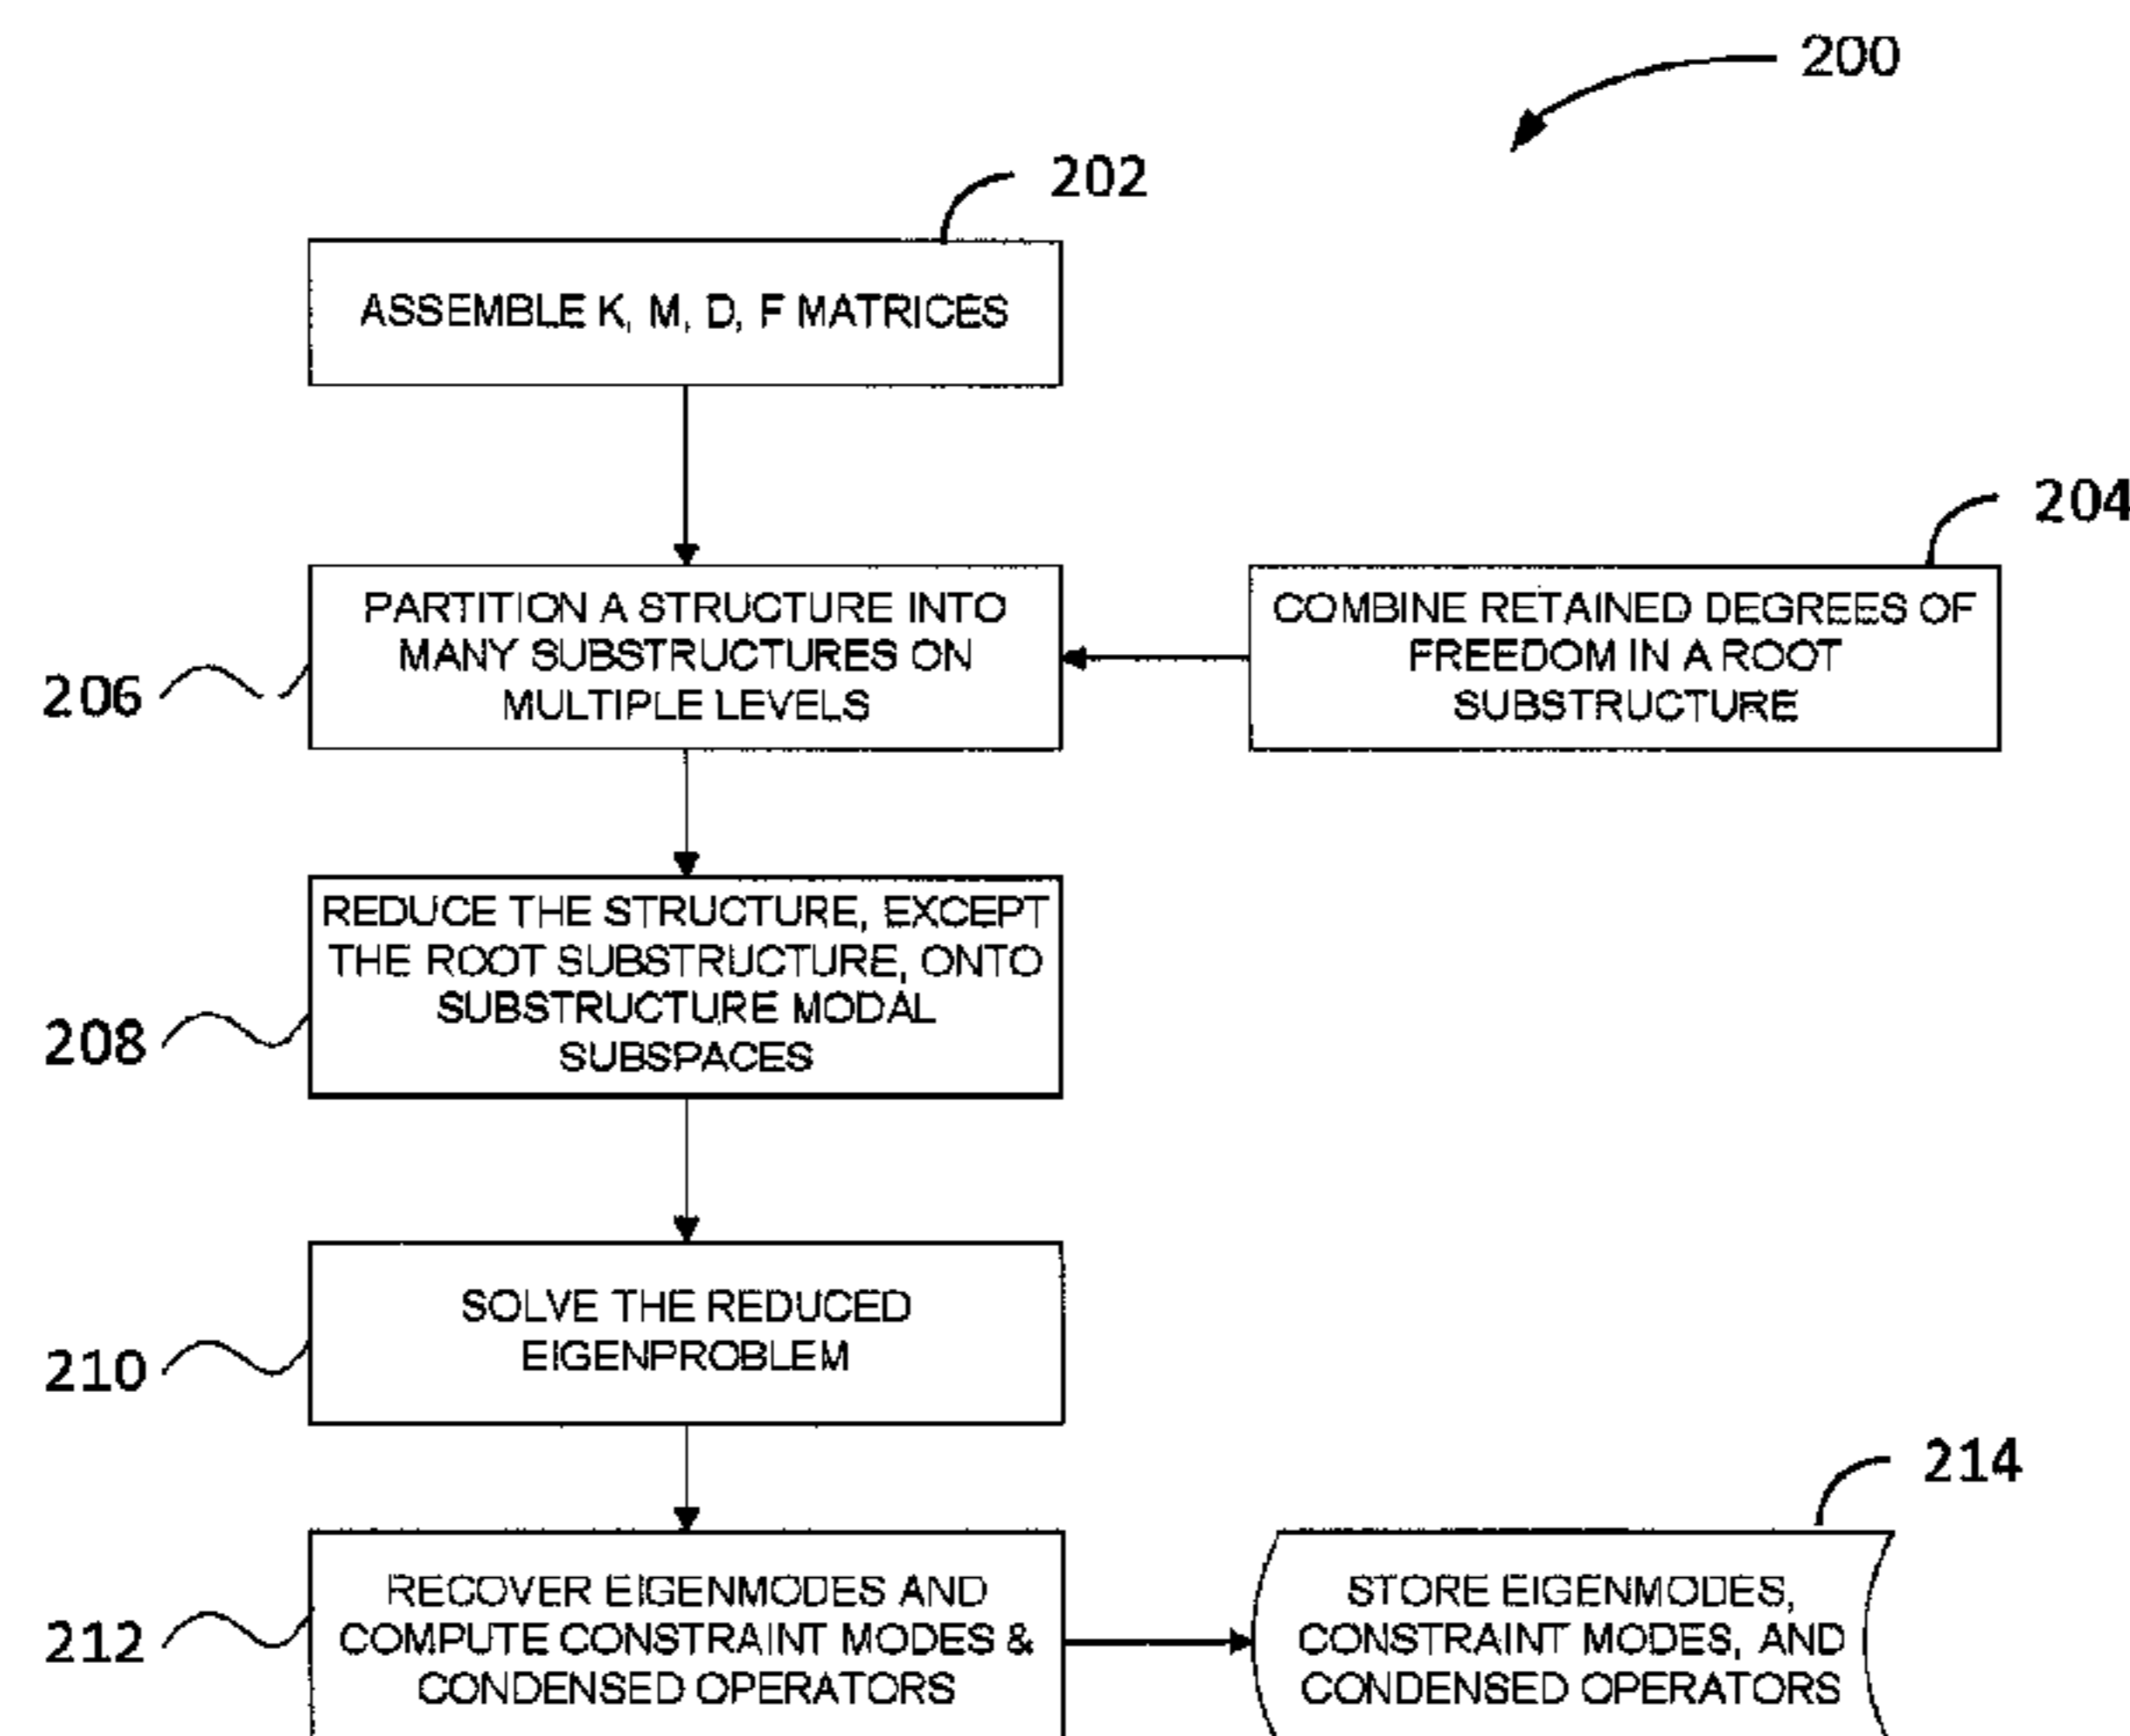 200
202
ASSEMBLE K, M, D, F MATRICES
204
PARTITION A STRUCTURE INTO
MANY SUBSTRUCTURES ON
MULTIPLE LEVELS
206
COMBINE RETAINED DEGREES OF
FREEDOM IN A ROOT
SUBSTRUCTURE
REDUCE THE STRUCTURE, EXCEPT
THE ROOT SUBSTRUCTURE, ONTO
SUBSTRUCTURE MODAL
SUBSPACES
208
SOLVE THE REDUCED
EIGENPROBLEM
210
214
RECOVER EIGENMODES AND
COMPUTE CONSTRAINT MODES &
CONDENSED OPERATORS
212
STORE EIGENMODES,
CONSTRAINT MODES, AND
CONDENSED OPERATORS